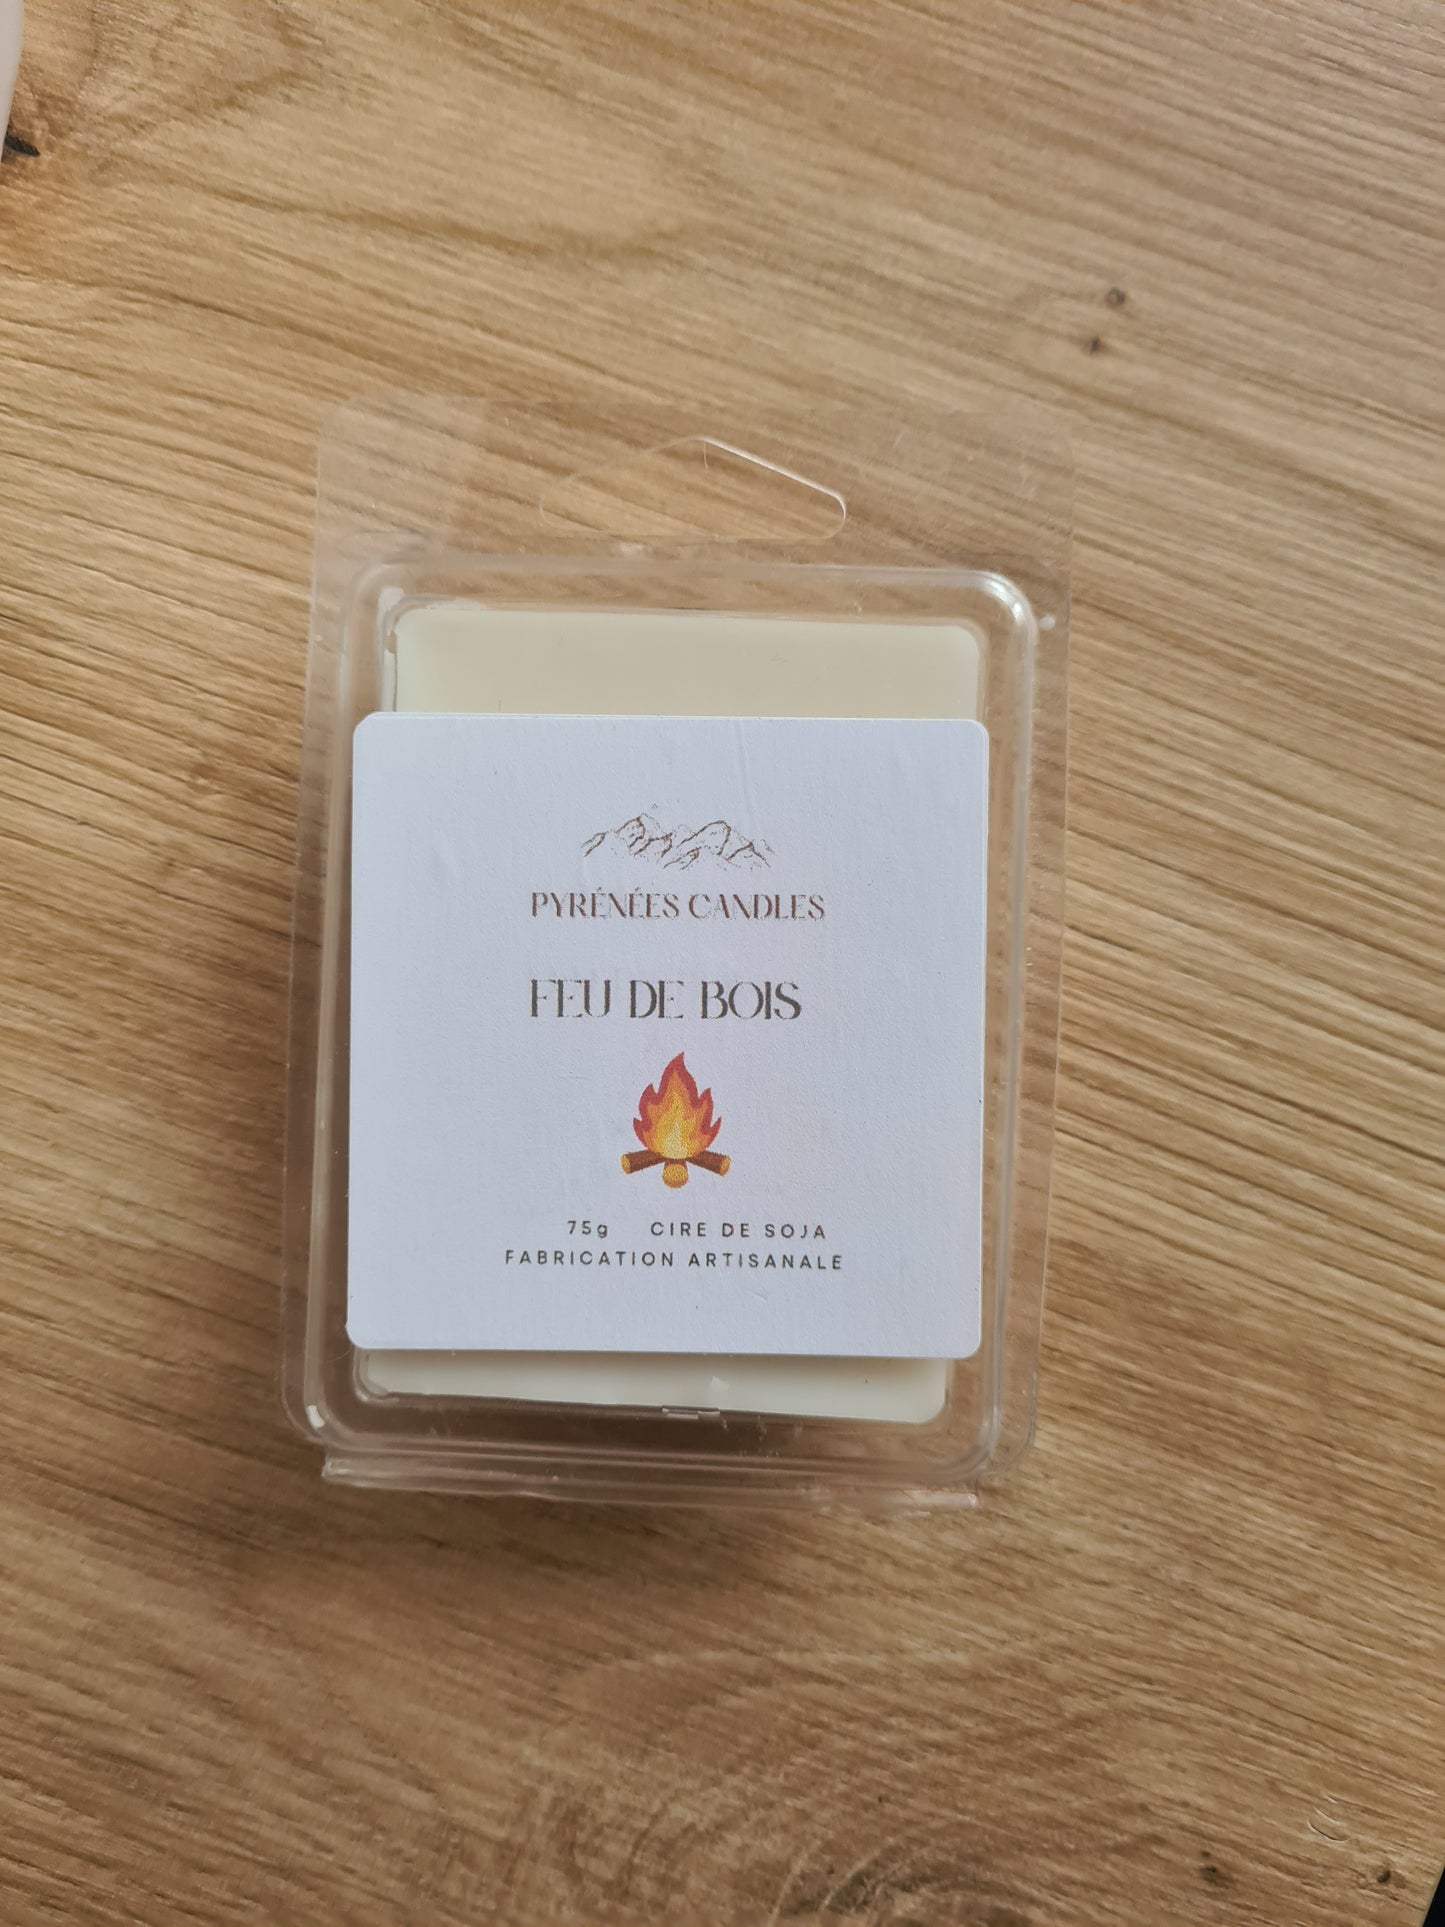 PYRÉNÉES CANDLES
FEU DE BOIS
75g CIRE DE SOJA
FABRICATION ARTISANALE